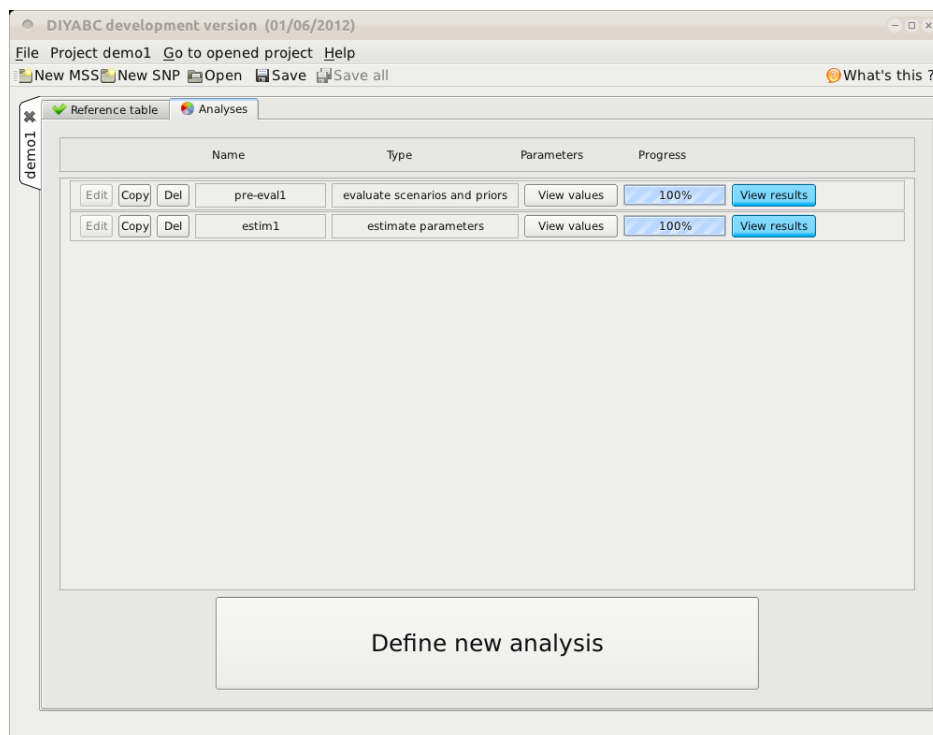 DIYABC development version (01/06/2012)
File Project demo1 Go to opened project Help
New MSS New SNP Open Save Save all What's this ?
demo1
Reference table Analyses
Name Type Parameters Progress
Edit Copy Del pre-eval1 evaluate scenarios and priors View values 100% View results
Edit Copy Del estim1 estimate parameters View values 100% View results
Define new analysis